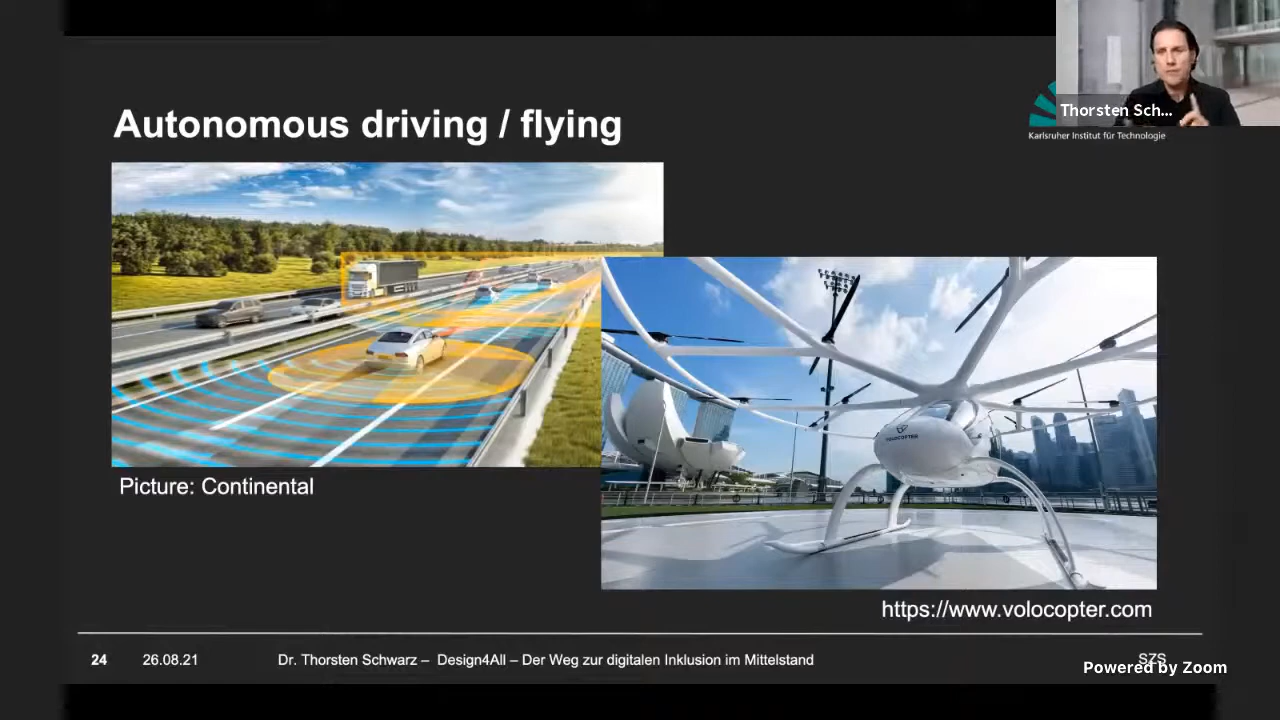 Autonomous driving / flying
Thorsten Sch...
Karlsruher Institut für Technologie
VOLOCOPTER
Picture: Continental
https://www.volocopter.com
24
26.08.21
Dr. Thorsten Schwarz – Design4All – Der Weg zur digitalen Inklusion im Mittelstand
SZS
Powered by Zoom